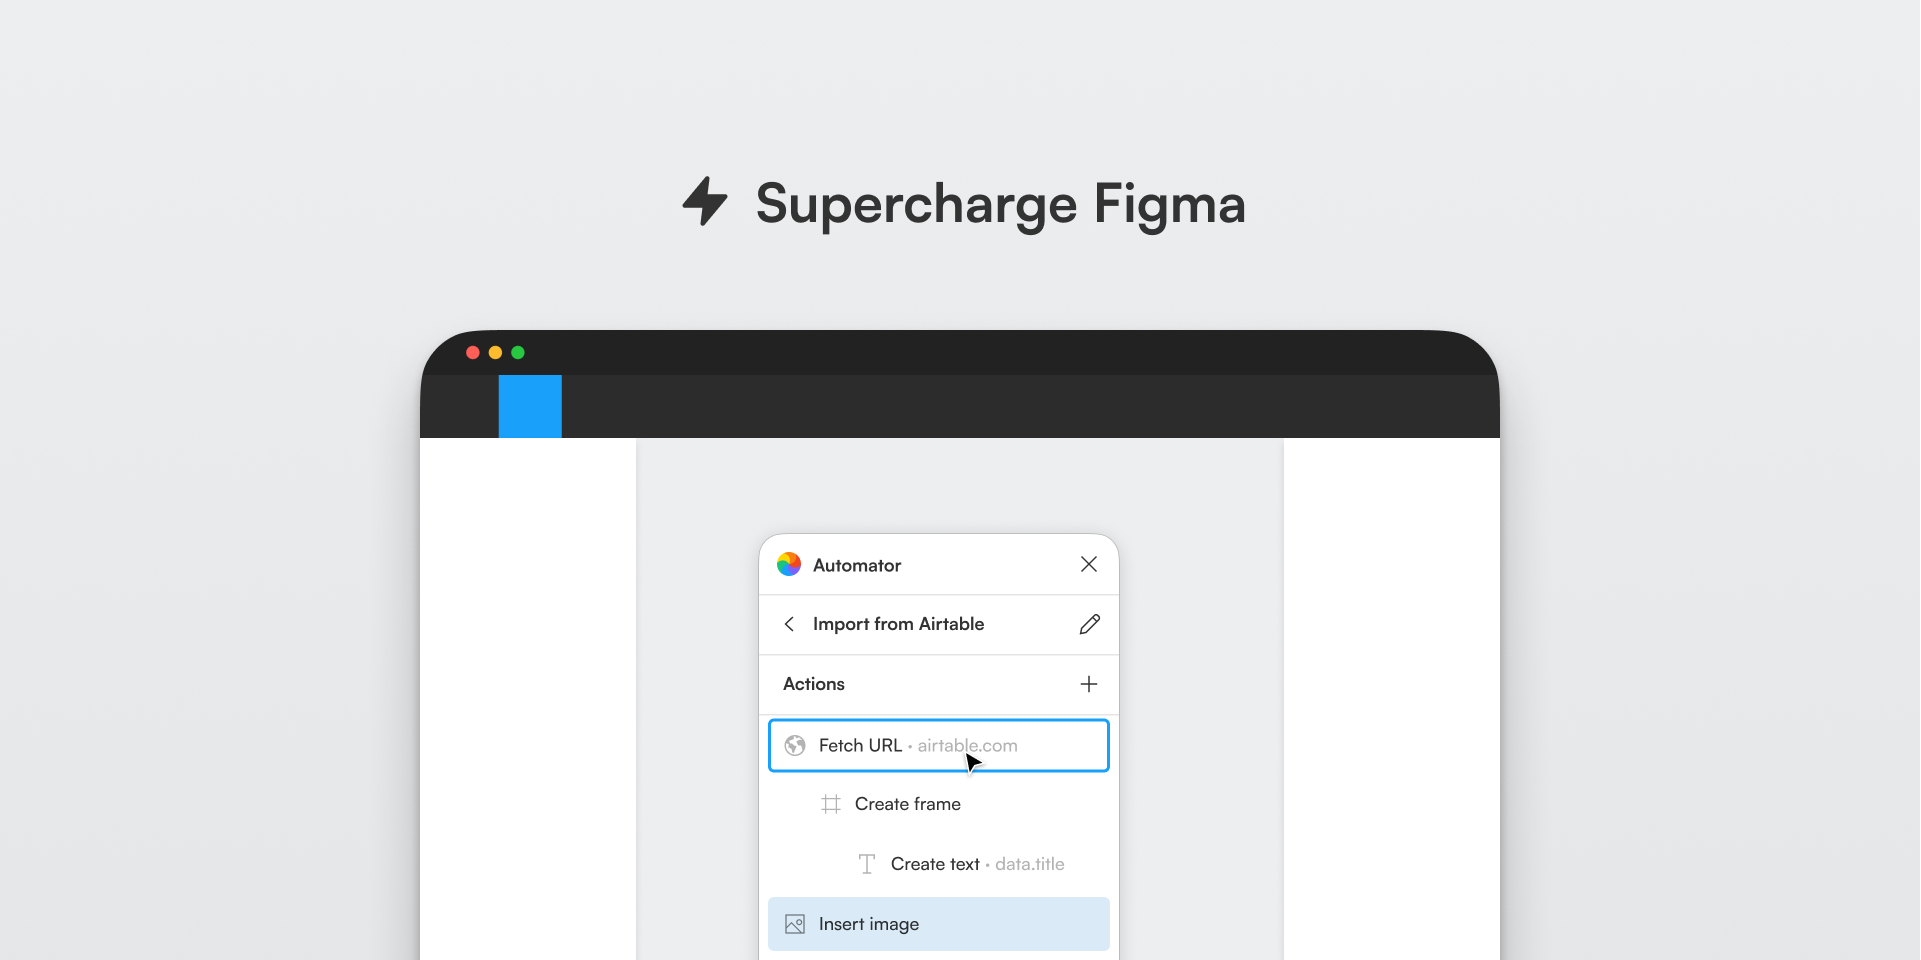 Supercharge Figma
Automator
Import from Airtable
Actions
Fetch URL · airtable.com
Create frame
Create text · data.title
Insert image